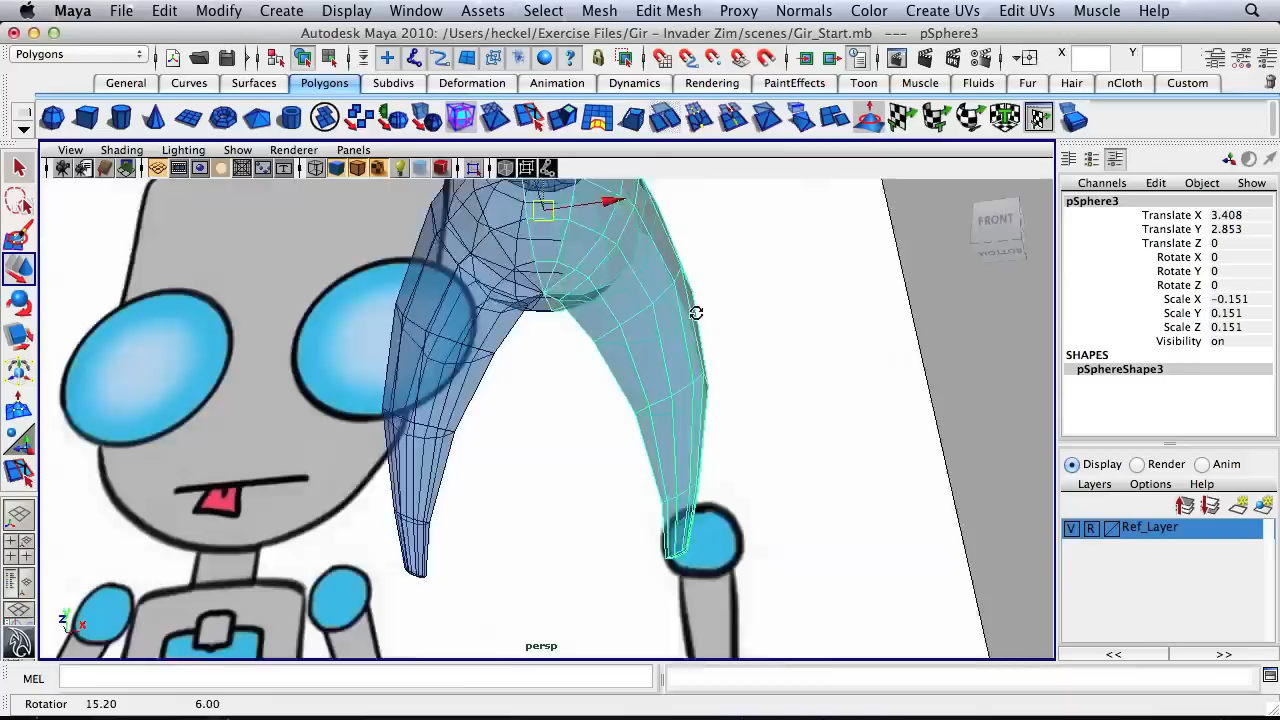 Maya File Edit Modify Create Display Window Assets Select Mesh Edit Mesh Proxy Normals Color Create UVs Edit UVs Muscle Help
Autodesk Maya 2010: /Users/heckel/Exercise Files/Gir - Invader Zim/scenes/Gir_Start.mb --- pSphere3
Polygons X Y
General Curves Surfaces Polygons Subdivs Deformation Animation Dynamics Rendering PaintEffects Toon Muscle Fluids Fur Hair nCloth Custom
View Shading Lighting Show Renderer Panels
FRONT
BOTTOM
Channels Edit Object Show
pSphere3
Translate X 3.408
Translate Y 2.853
Translate Z 0
Rotate X 0
Rotate Y 0
Rotate Z 0
Scale X -0.151
Scale Y 0.151
Scale Z 0.151
Visibility on
SHAPES
pSphereShape3
Display Render Anim
Layers Options Help
V R Ref_Layer
z y x
persp
<< >>
MEL
Rotatior 15.20 6.00